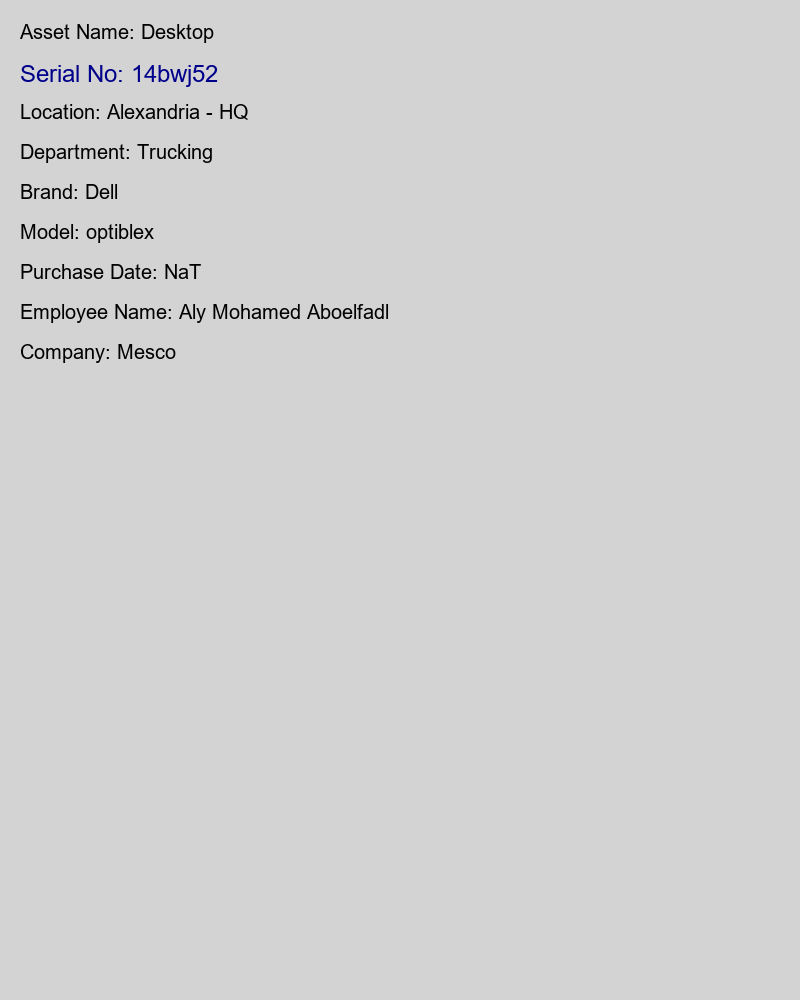 Asset Name: Desktop
Serial No: 14bwj52
Location: Alexandria - HQ
Department: Trucking
Brand: Dell
Model: optiblex
Purchase Date: NaT
Employee Name: Aly Mohamed Aboelfadl
Company: Mesco